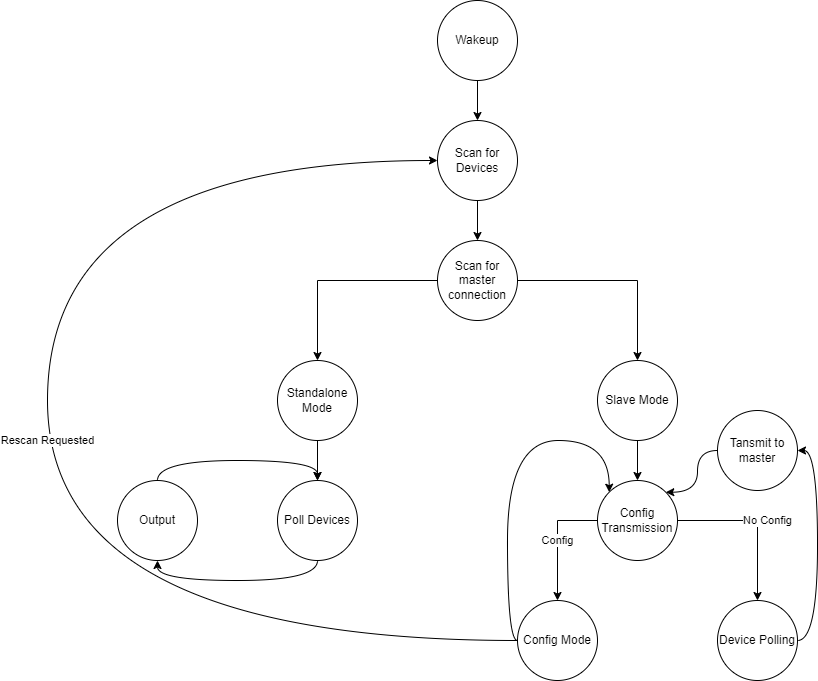 Wakeup
Scan for
Devices
Scan for
master
connection
Standalone
Mode
Slave Mode
Rescan Requested
Tansmit to
master
Output
Poll Devices
Config
Transmission
No Config
Config
Config Mode
Device Polling